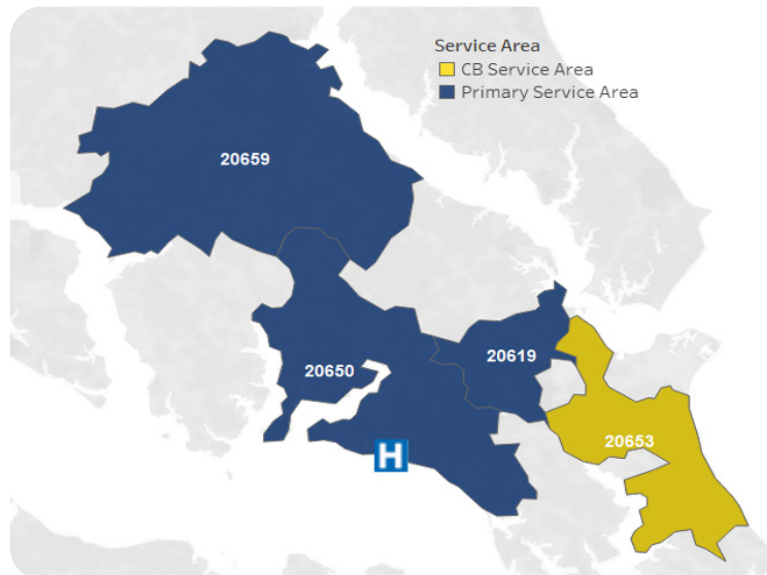 Service Area
CB Service Area
Primary Service Area
20659
20619
20650
20653
H